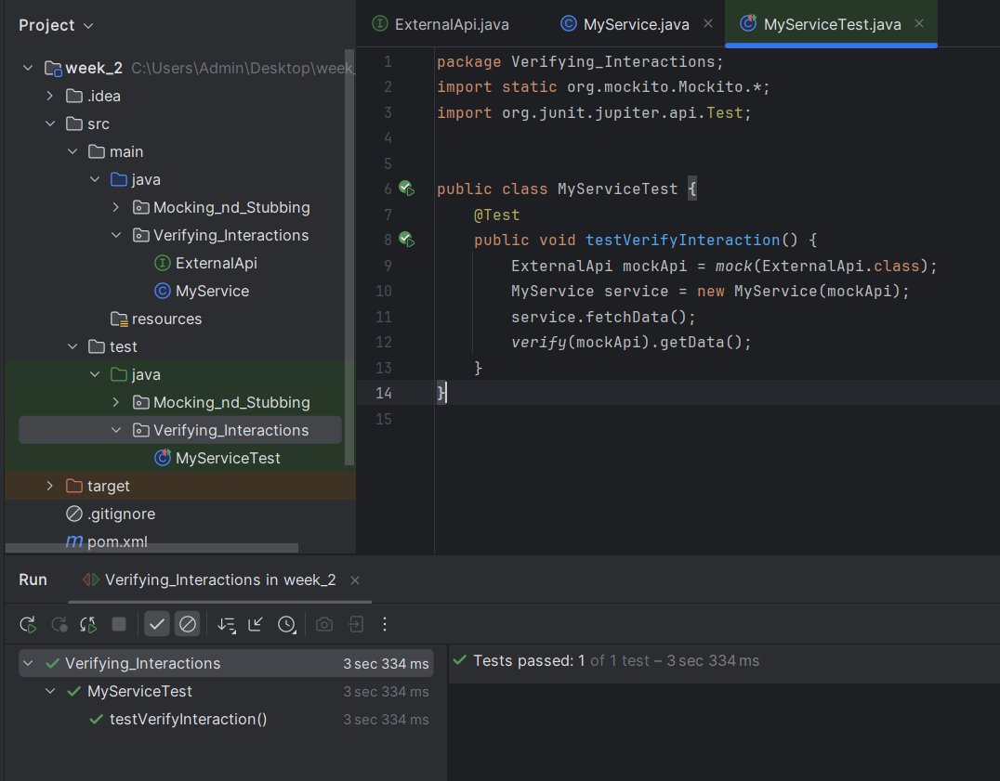 Project
week_2 C:\Users\Admin\Desktop\week_
.idea
src
main
java
Mocking_nd_Stubbing
Verifying_Interactions
ExternalApi
MyService
resources
test
java
Mocking_nd_Stubbing
Verifying_Interactions
MyServiceTest
target
.gitignore
pom.xml
ExternalApi.java MyService.java MyServiceTest.java
1 package Verifying_Interactions;
2 import static org.mockito.Mockito.*;
3 import org.junit.jupiter.api.Test;
4
5
6 public class MyServiceTest {
7 @Test
8 public void testVerifyInteraction() {
9 ExternalApi mockApi = mock(ExternalApi.class);
10 MyService service = new MyService(mockApi);
11 service.fetchData();
12 verify(mockApi).getData();
13 }
14 }
15
Run Verifying_Interactions in week_2
Verifying_Interactions 3 sec 334 ms
MyServiceTest 3 sec 334 ms
testVerifyInteraction() 3 sec 334 ms
Tests passed: 1 of 1 test – 3 sec 334 ms